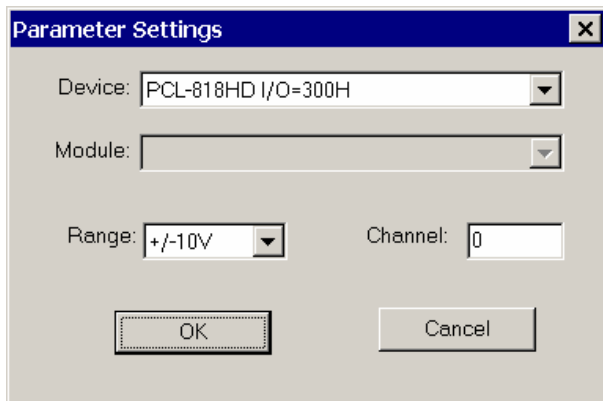 Parameter Settings
Device: PCL-818HD I/O=300H
Module:
Range: +/-10V Channel: 0
OK Cancel